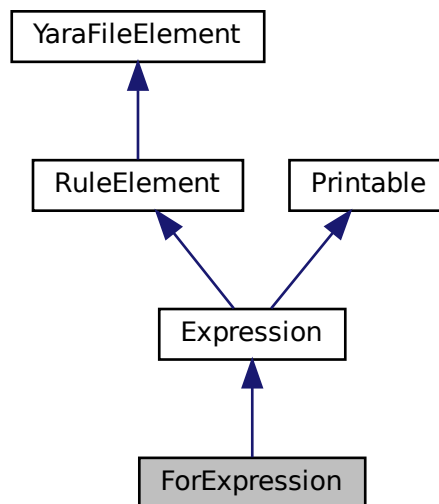 YaraFileElement
RuleElement
Printable
Expression
ForExpression